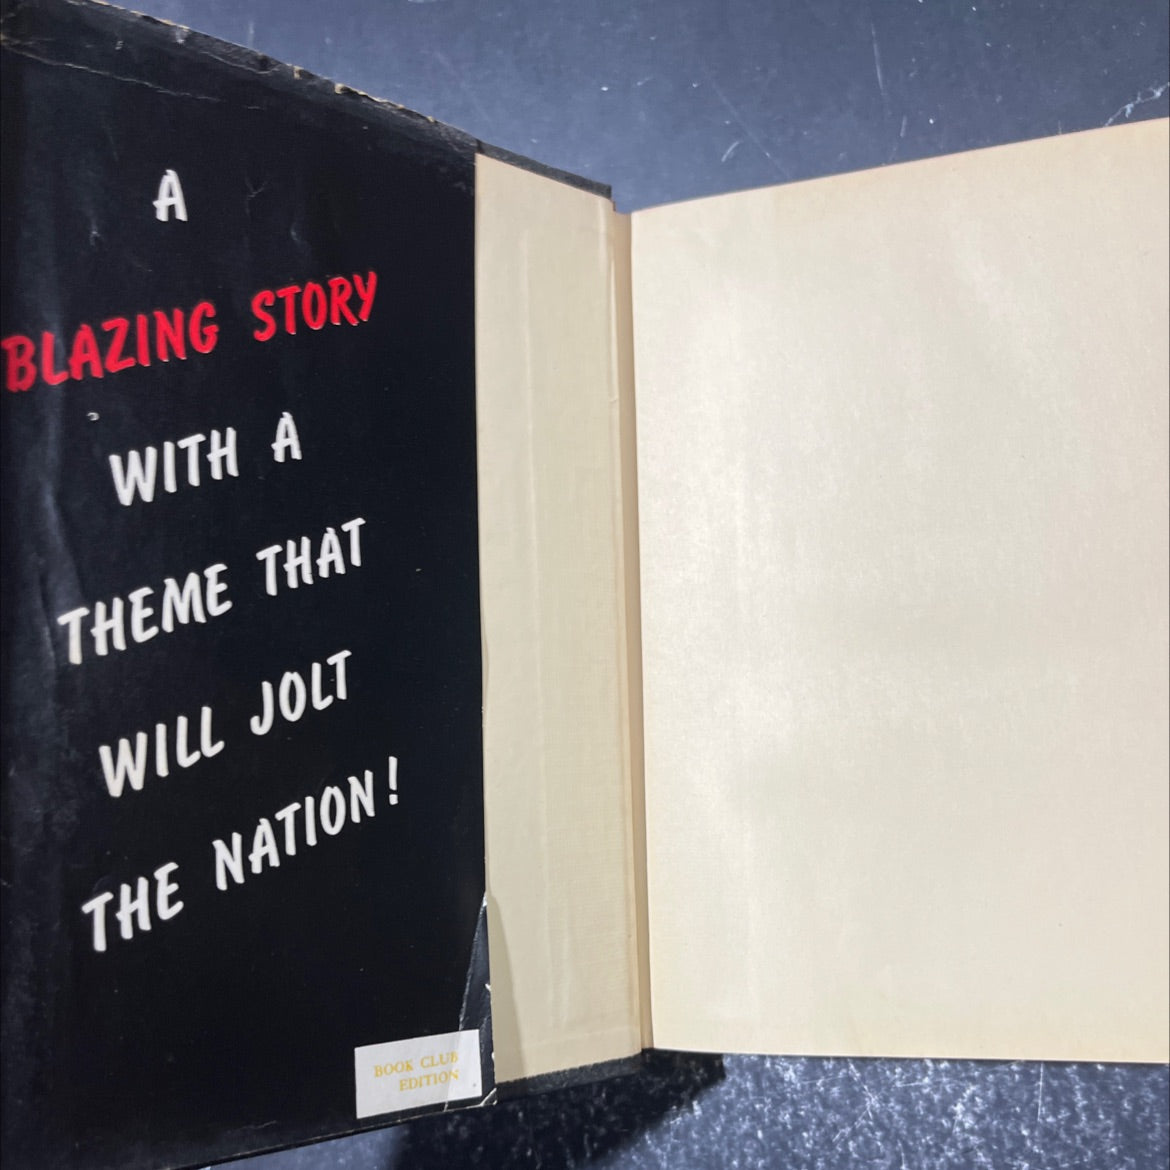 A
BLAZING STORY
WITH A
THEME THAT
WILL JOLT
THE NATION!
BOOK CLUB
EDITION